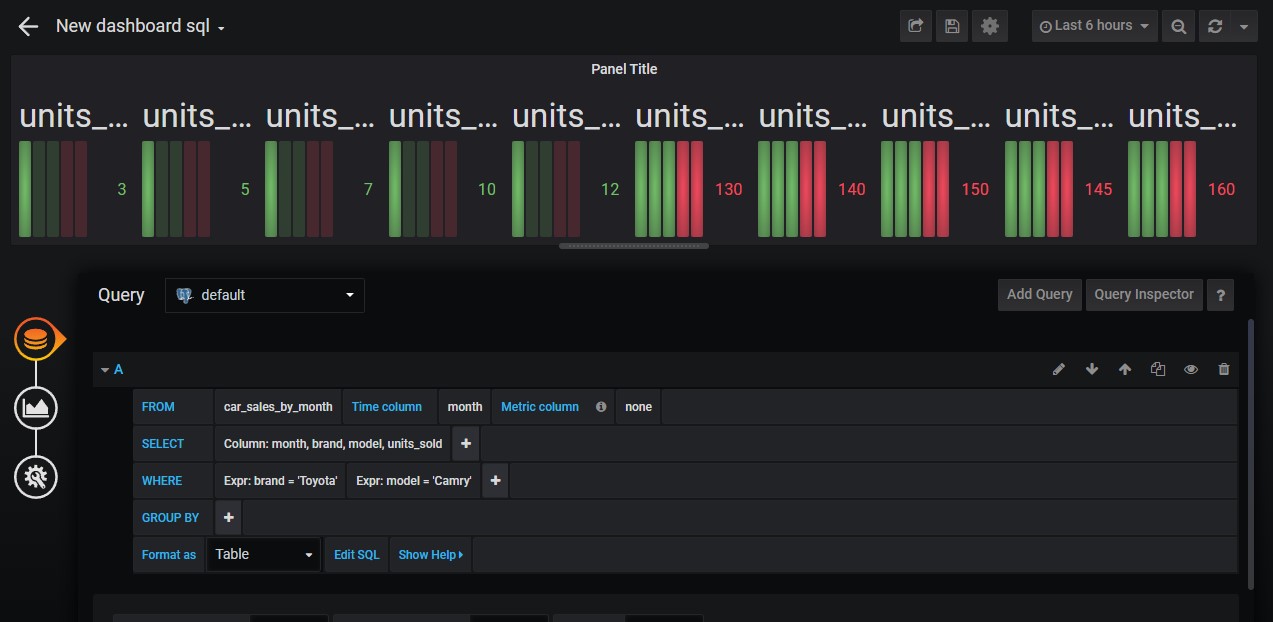 New dashboard sql
Last 6 hours
Panel Title
units_... units_... units_... units_... units_... units_... units_... units_... units_... units_...
3 5 7 10 12 130 140 150 145 160
Query default Add Query Query Inspector ?
A
FROM car_sales_by_month Time column month Metric column none
SELECT Column: month, brand, model, units_sold +
WHERE Expr: brand = 'Toyota' Expr: model = 'Camry' +
GROUP BY +
Format as Table Edit SQL Show Help